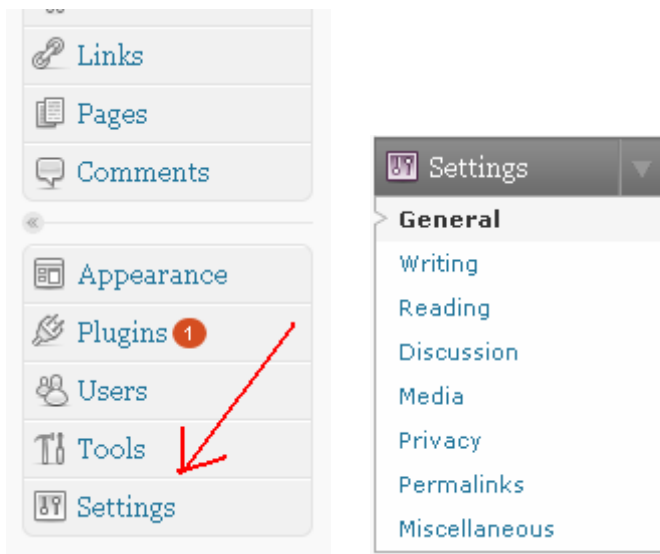 Links
Pages
Comments
Appearance
Plugins 1
Users
Tools
Settings
Settings
General
Writing
Reading
Discussion
Media
Privacy
Permalinks
Miscellaneous